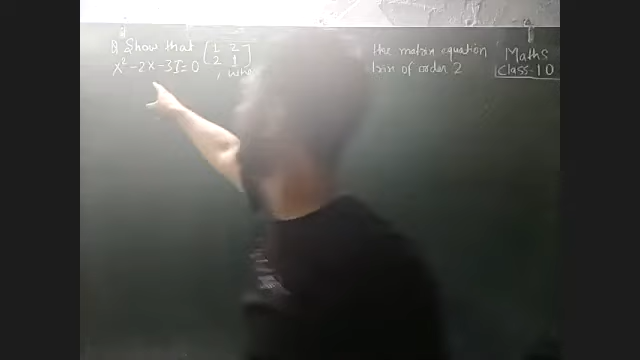 Q Show that [1 2
2 1] the matrix equation
x² - 2x - 3I = 0, of order 2
Maths
Class-10